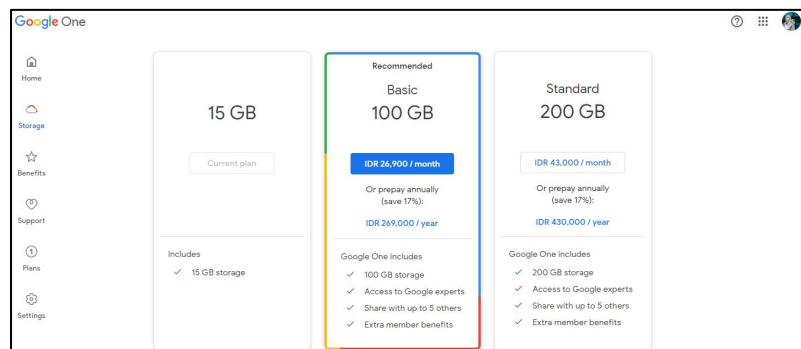 Google One
Home
Storage
Benefits
Support
1
Plans
Settings
15 GB
Current plan
Includes
15 GB storage
Recommended
Basic
100 GB
IDR 26,900 / month
Or prepay annually
(save 17%):
IDR 269,000 / year
Google One includes
100 GB storage
Access to Google experts
Share with up to 5 others
Extra member benefits
Standard
200 GB
IDR 43,000 / month
Or prepay annually
(save 17%):
IDR 430,000 / year
Google One includes
200 GB storage
Access to Google experts
Share with up to 5 others
Extra member benefits